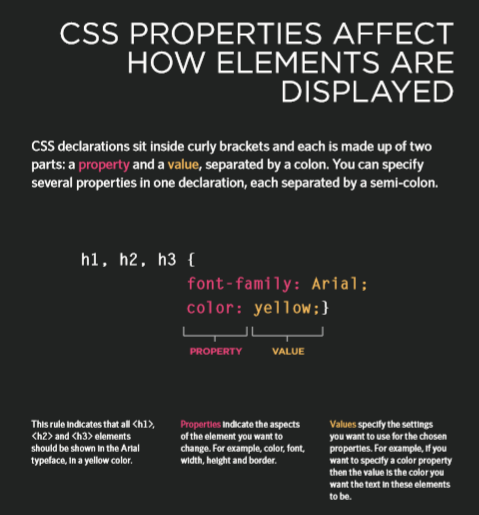 CSS PROPERTIES AFFECT
HOW ELEMENTS ARE
DISPLAYED
CSS declarations sit inside curly brackets and each is made up of two
parts: a property and a value, separated by a colon. You can specify
several properties in one declaration, each separated by a semi-colon.
h1, h2, h3 {
font-family: Arial;
color: yellow;}
PROPERTY VALUE
This rule indicates that all <h1>,
<h2> and <h3> elements
should be shown in the Arial
typeface, in a yellow color.
Properties indicate the aspects
of the element you want to
change. For example, color, font,
width, height and border.
Values specify the settings
you want to use for the chosen
properties. For example, if you
want to specify a color property
then the value is the color you
want the text in these elements
to be.